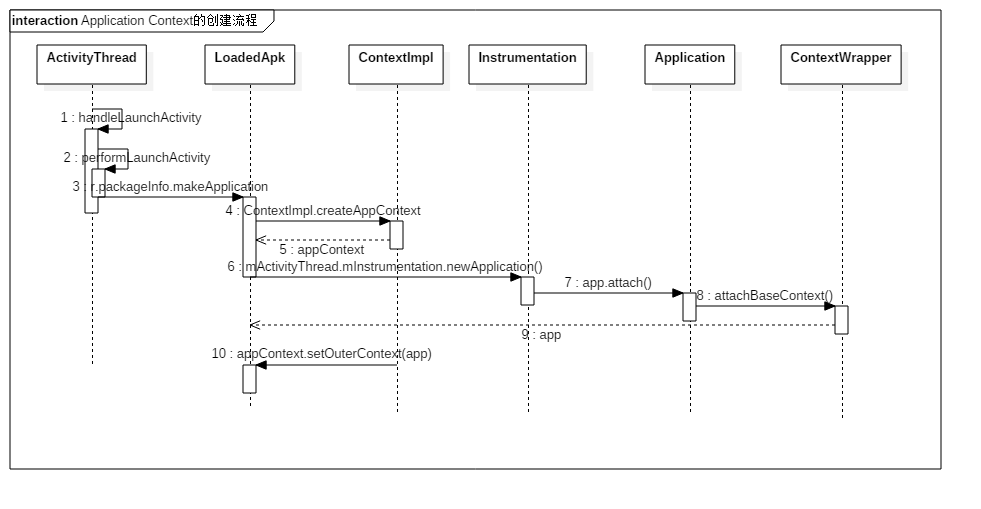 interaction Application Context的创建流程
ActivityThread
LoadedApk
ContextImpl
Instrumentation
Application
ContextWrapper
1 : handleLaunchActivity
2 : performLaunchActivity
3 : r.packageInfo.makeApplication
4 : ContextImpl.createAppContext
5 : appContext
6 : mActivityThread.mInstrumentation.newApplication()
7 : app.attach()
8 : attachBaseContext()
9 : app
10 : appContext.setOuterContext(app)